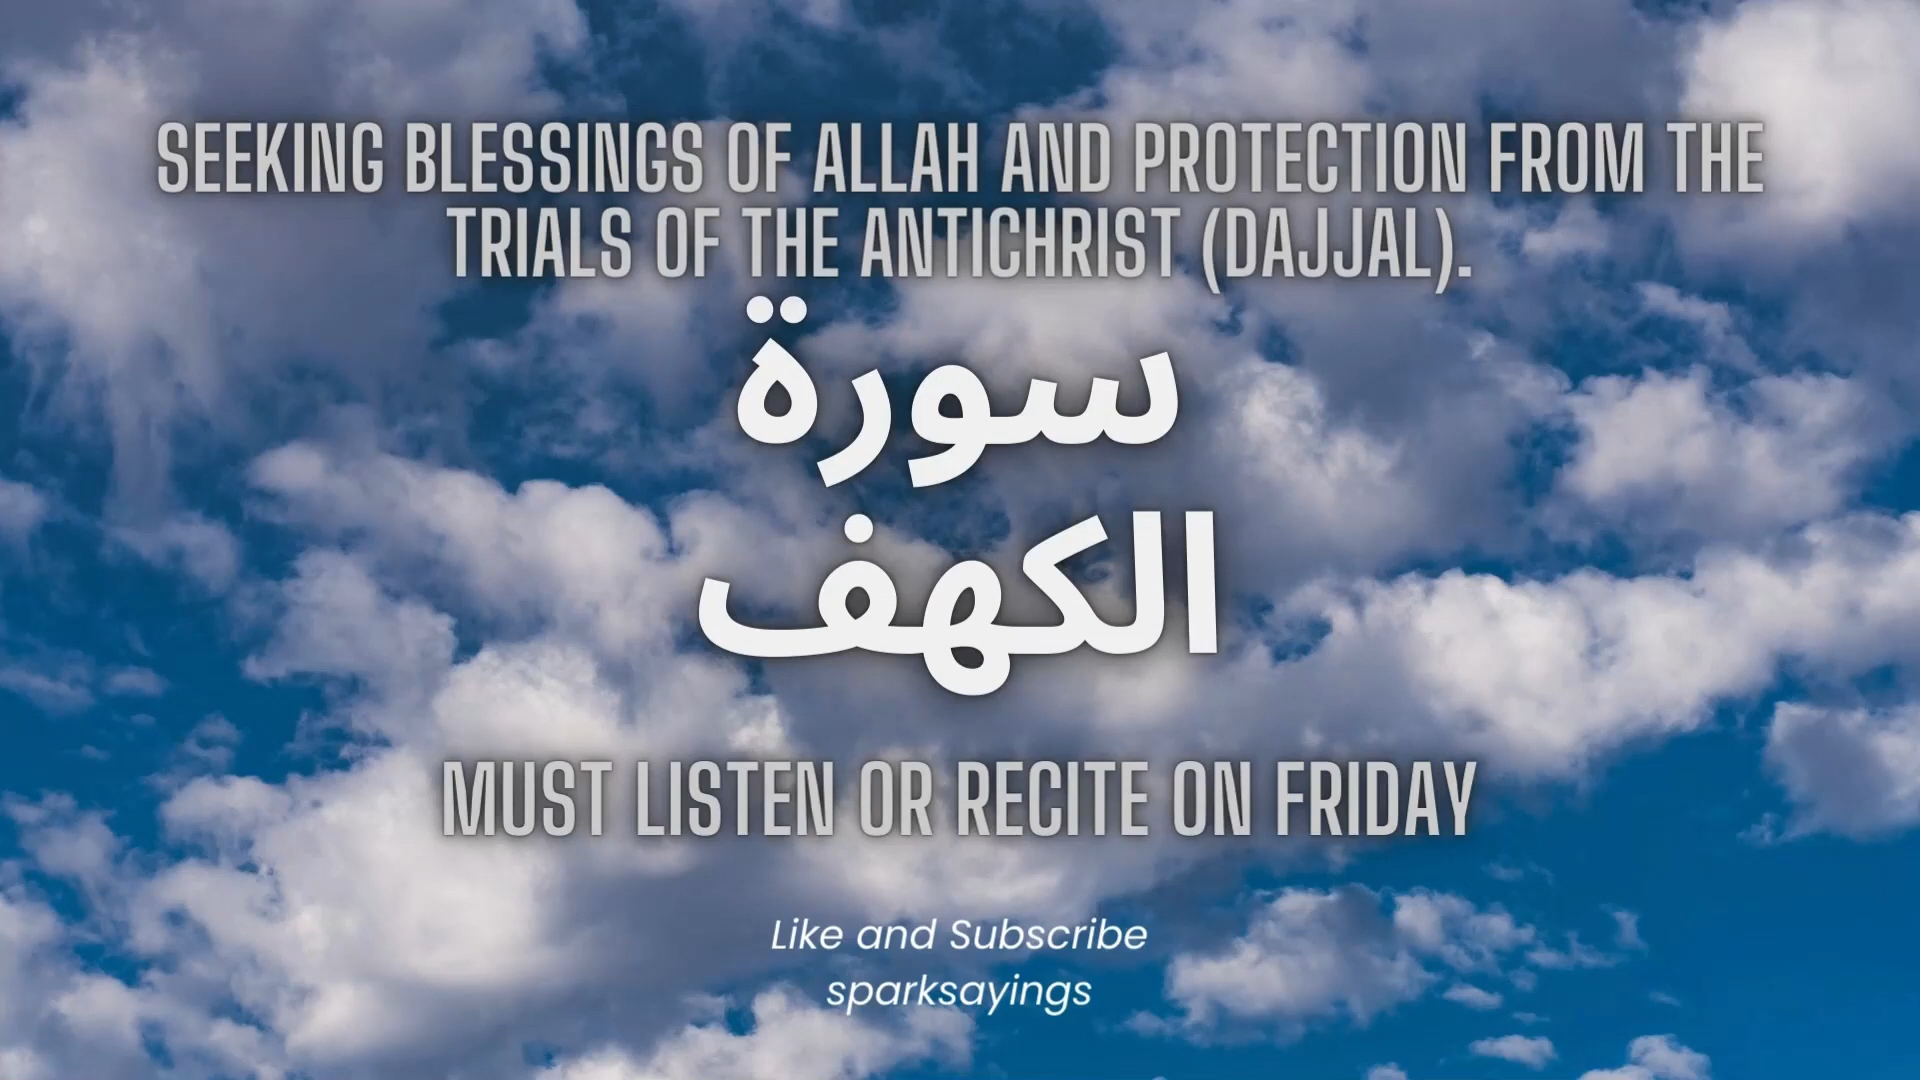 SEEKING BLESSINGS OF ALLAH AND PROTECTION FROM THE
TRIALS OF THE ANTICHRIST (DAJJAL).
سورة
الكهف
MUST LISTEN OR RECITE ON FRIDAY
Like and Subscribe
sparksayings